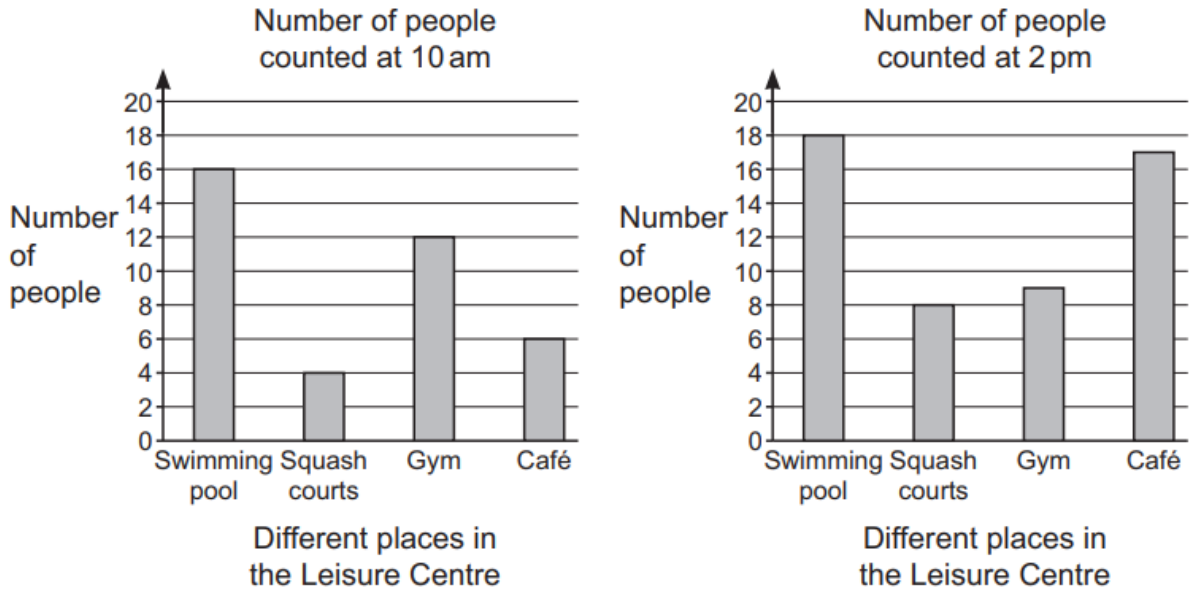 Number of people
counted at 10 am
20
18
16
14
12
10
8
6
4
2
0
Number
of
people
Swimming pool
Squash courts
Gym
Café
Different places in
the Leisure Centre
Number of people
counted at 2 pm
20
18
16
14
12
10
8
6
4
2
0
Number
of
people
Swimming pool
Squash courts
Gym
Café
Different places in
the Leisure Centre